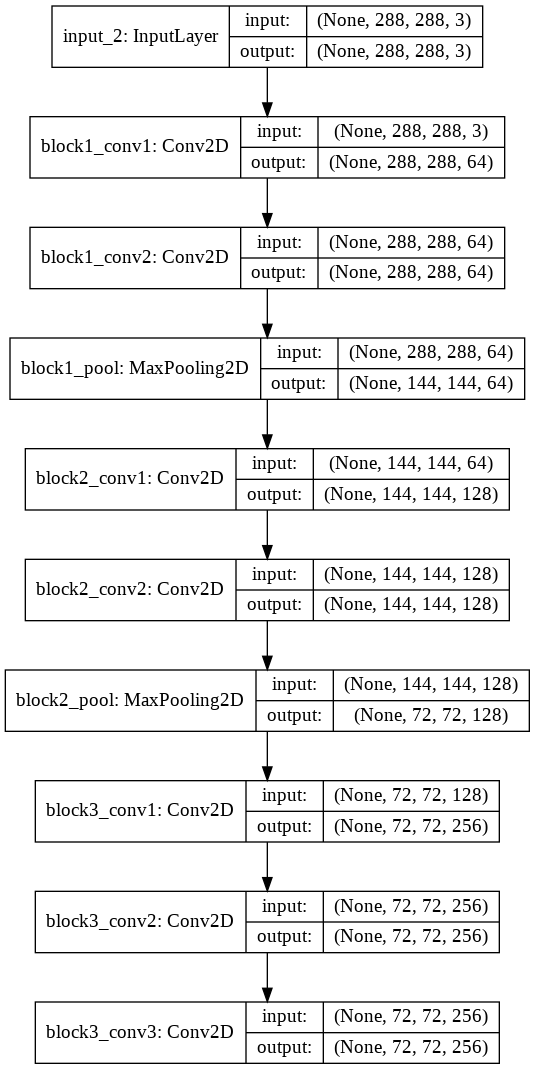 input_2: InputLayer
input: (None, 288, 288, 3)
output: (None, 288, 288, 3)
block1_conv1: Conv2D
input: (None, 288, 288, 3)
output: (None, 288, 288, 64)
block1_conv2: Conv2D
input: (None, 288, 288, 64)
output: (None, 288, 288, 64)
block1_pool: MaxPooling2D
input: (None, 288, 288, 64)
output: (None, 144, 144, 64)
block2_conv1: Conv2D
input: (None, 144, 144, 64)
output: (None, 144, 144, 128)
block2_conv2: Conv2D
input: (None, 144, 144, 128)
output: (None, 144, 144, 128)
block2_pool: MaxPooling2D
input: (None, 144, 144, 128)
output: (None, 72, 72, 128)
block3_conv1: Conv2D
input: (None, 72, 72, 128)
output: (None, 72, 72, 256)
block3_conv2: Conv2D
input: (None, 72, 72, 256)
output: (None, 72, 72, 256)
block3_conv3: Conv2D
input: (None, 72, 72, 256)
output: (None, 72, 72, 256)